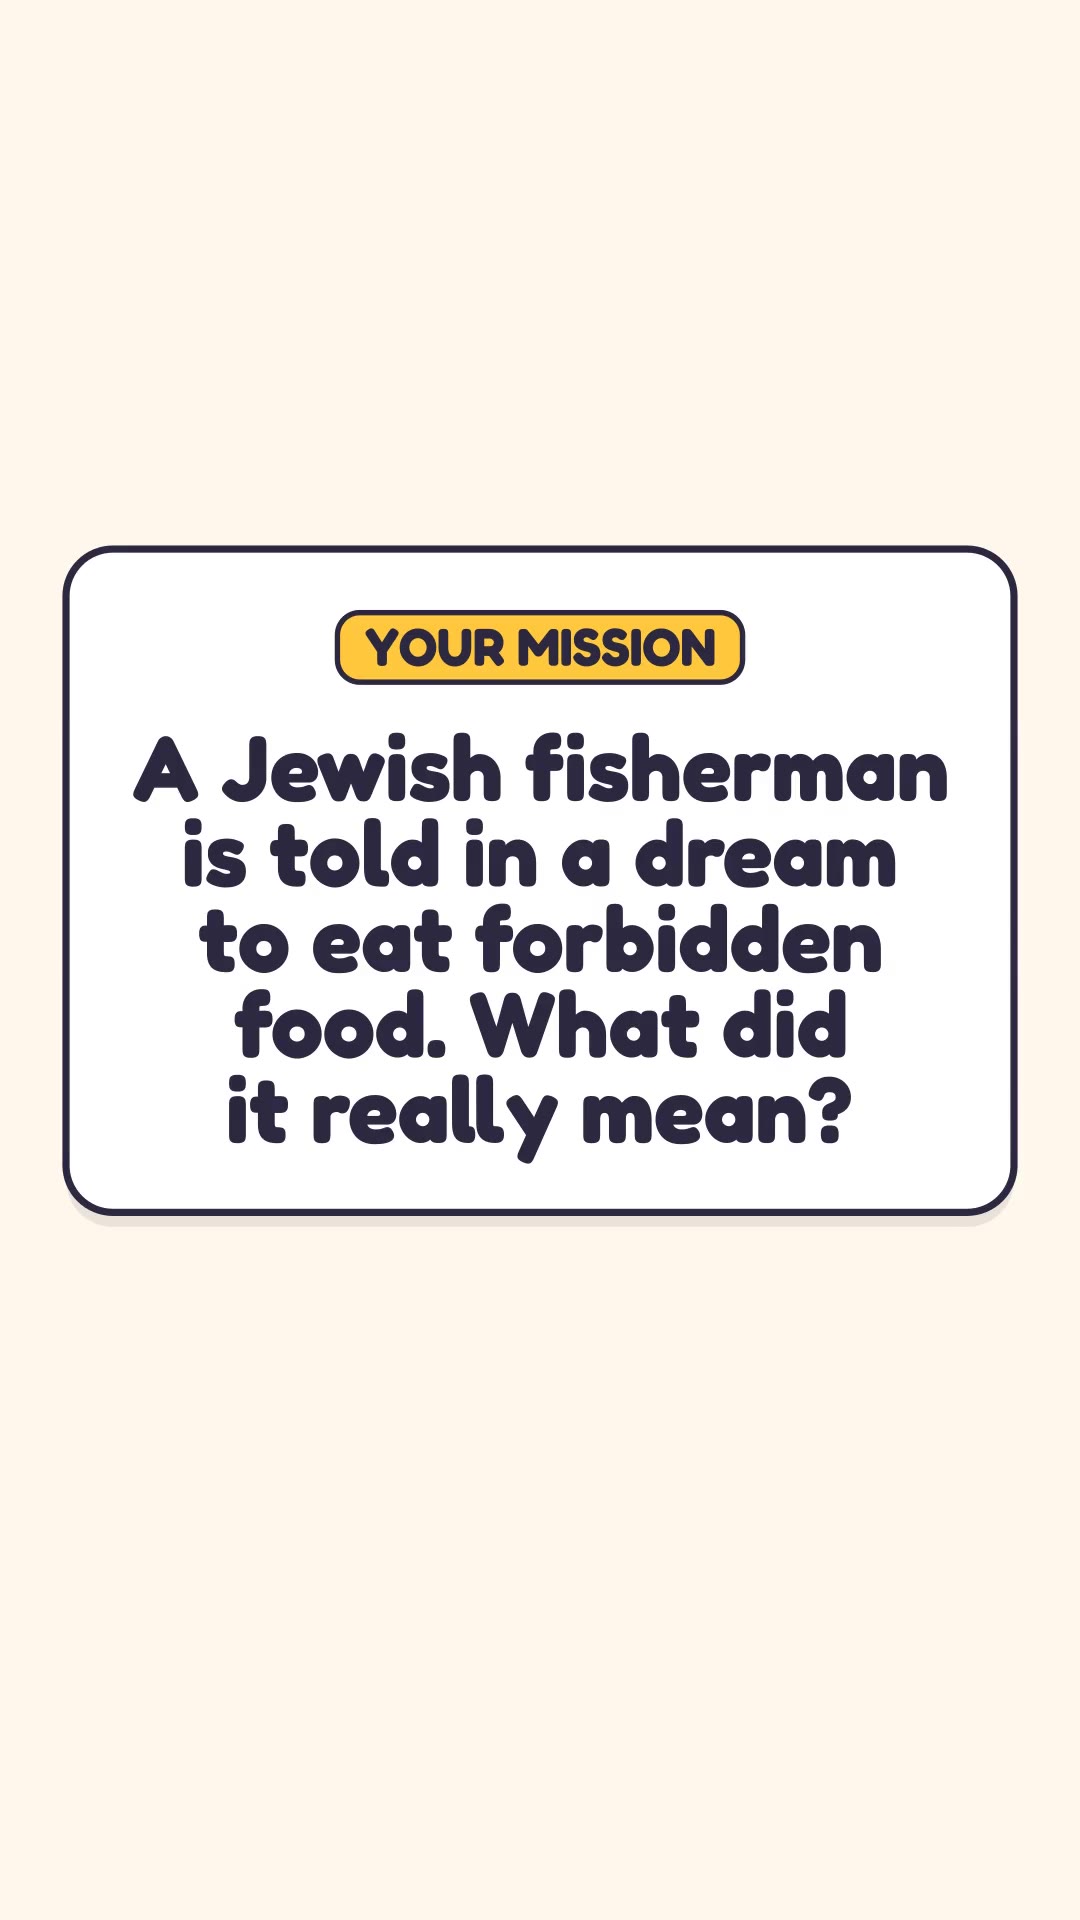 YOUR MISSION
A Jewish fisherman
is told in a dream
to eat forbidden
food. What did
it really mean?